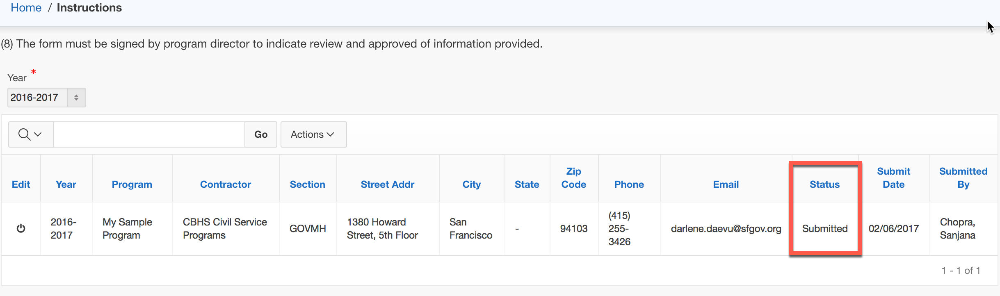 Home / Instructions
(8) The form must be signed by program director to indicate review and approved of information provided.
Year *
2016-2017
Go
Actions
Edit
Year
Program
Contractor
Section
Street Addr
City
State
Zip
Code
Phone
Email
Status
Submit
Date
Submitted
By
2016-
2017
My Sample
Program
CBHS Civil Service
Programs
GOVMH
1380 Howard
Street, 5th Floor
San
Francisco
-
94103
(415)
255-
3426
darlene.daevu@sfgov.org
Submitted
02/06/2017
Chopra,
Sanjana
1 - 1 of 1